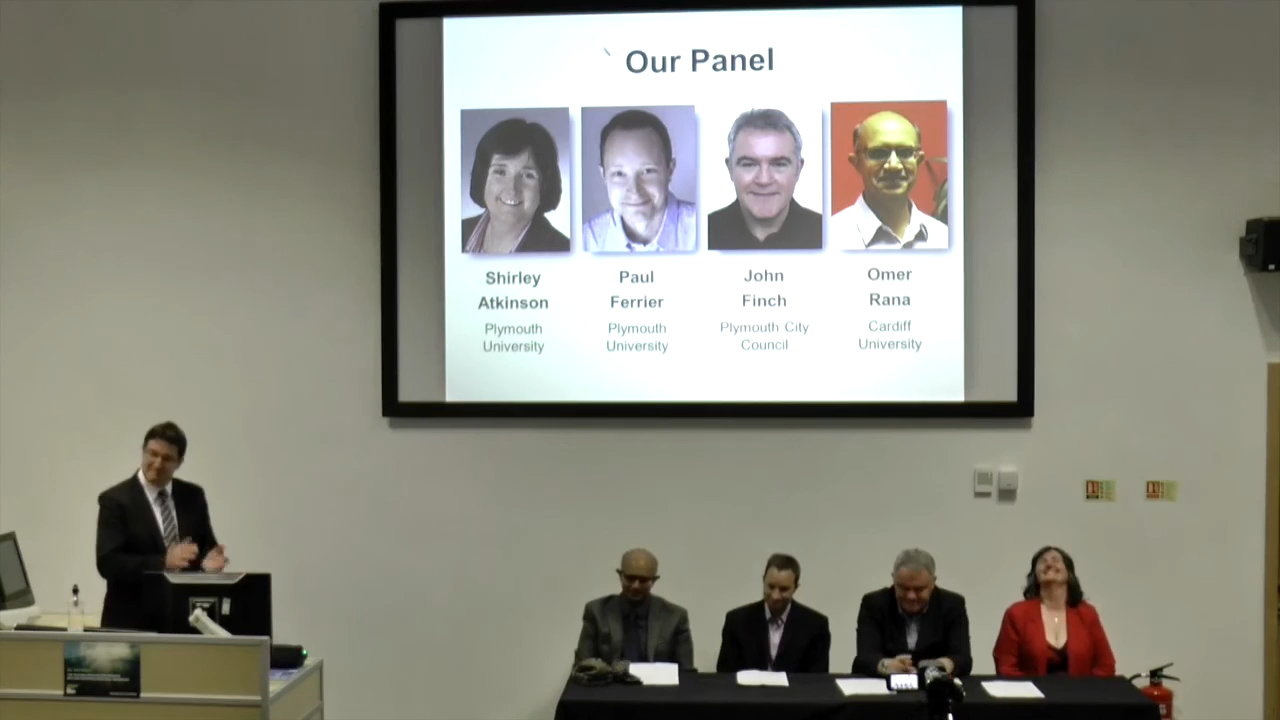 Our Panel
Shirley
Atkinson
Plymouth
University
Paul
Ferrier
Plymouth
University
John
Finch
Plymouth City
Council
Omer
Rana
Cardiff
University